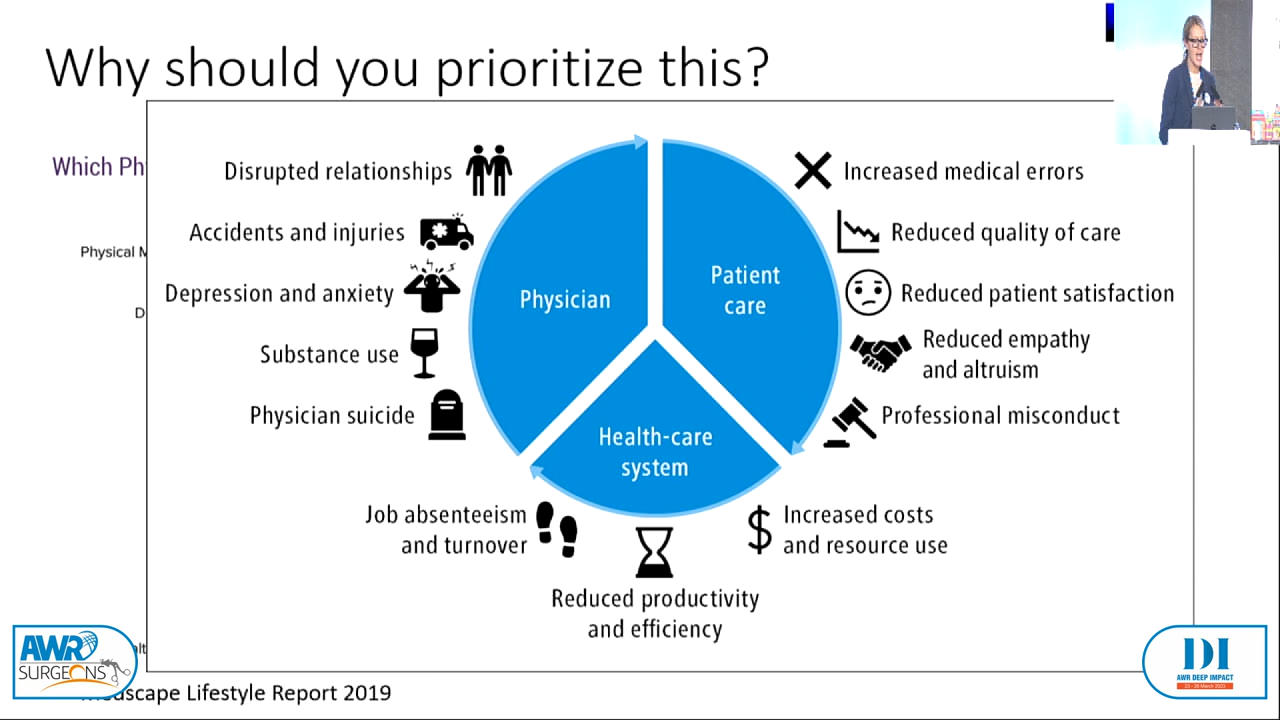 Why should you prioritize this?
Which Ph
Physical M
D
Disrupted relationships
Accidents and injuries
Depression and anxiety
Substance use
Physician suicide
Physician
Patient
care
Health-care
system
Increased medical errors
Reduced quality of care
Reduced patient satisfaction
Reduced empathy
and altruism
Professional misconduct
Job absenteeism
and turnover
Increased costs
and resource use
Reduced productivity
and efficiency
AWR
SURGEONS
Lifestyle Report 2019
DI
AWR DEEP IMPACT